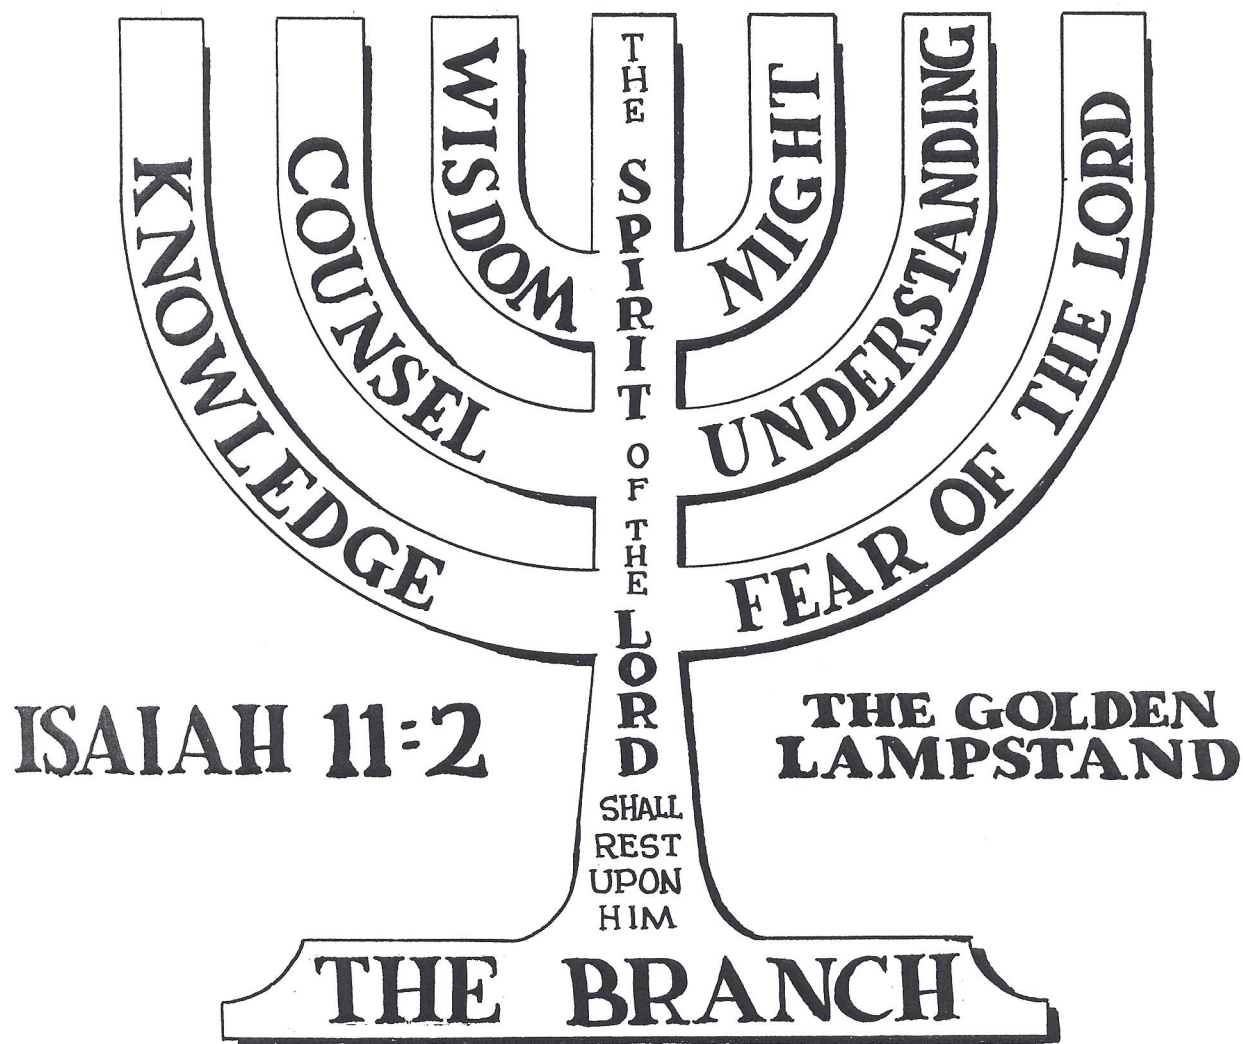 KNOWLEDGE
COUNSEL
WISDOM
THE SPIRIT OF THE LORD
SHALL
REST
UPON
HIM
MIGHT
UNDERSTANDING
FEAR OF THE LORD
ISAIAH 11:2
THE GOLDEN
LAMPSTAND
THE BRANCH